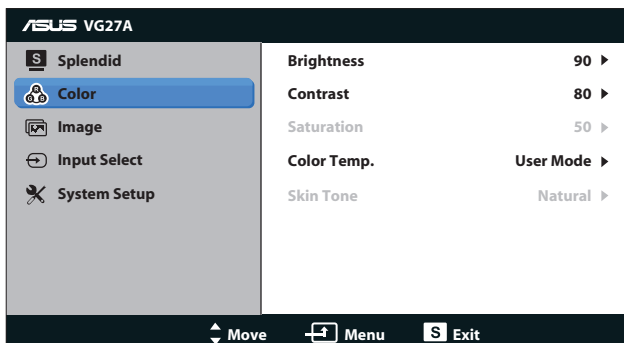 ASUS VG27A
S Splendid
Color
Image
Input Select
System Setup
Brightness 90
Contrast 80
Saturation 50
Color Temp. User Mode
Skin Tone Natural
Move Menu S Exit